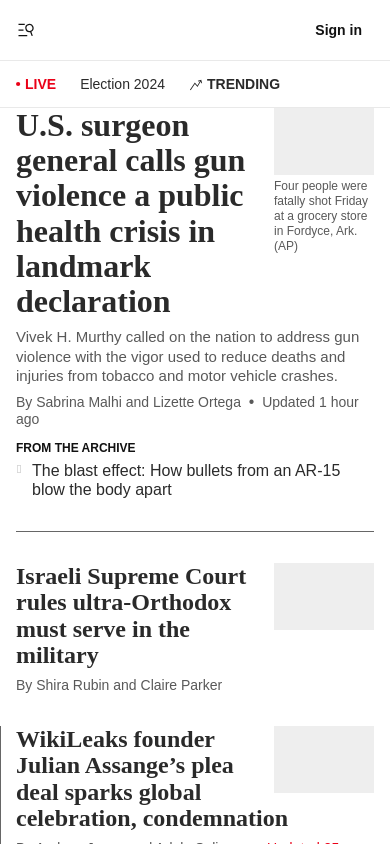 Sign in
• LIVE Election 2024 TRENDING
U.S. surgeon
general calls gun
violence a public
health crisis in
landmark
declaration
Four people were
fatally shot Friday
at a grocery store
in Fordyce, Ark.
(AP)
Vivek H. Murthy called on the nation to address gun
violence with the vigor used to reduce deaths and
injuries from tobacco and motor vehicle crashes.
By Sabrina Malhi and Lizette Ortega • Updated 1 hour
ago
FROM THE ARCHIVE
The blast effect: How bullets from an AR-15
blow the body apart
Israeli Supreme Court
rules ultra-Orthodox
must serve in the
military
By Shira Rubin and Claire Parker
WikiLeaks founder
Julian Assange’s plea
deal sparks global
celebration, condemnation